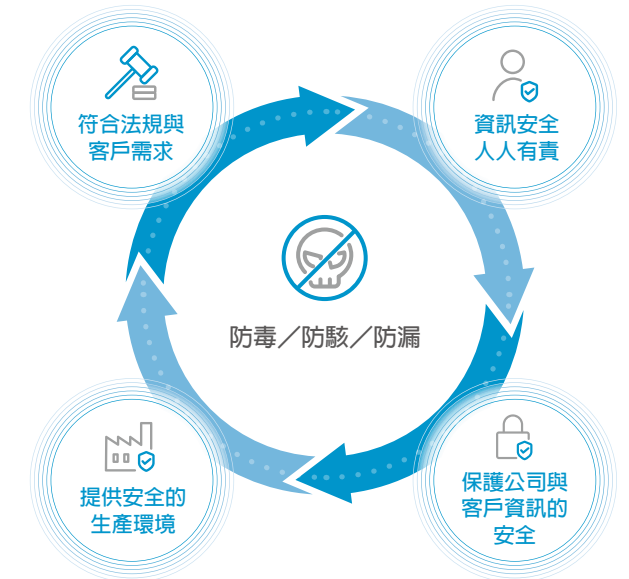 符合法規與
客戶需求
資訊安全
人人有責
防毒／防駭／防漏
提供安全的
生產環境
保護公司與
客戶資訊的
安全